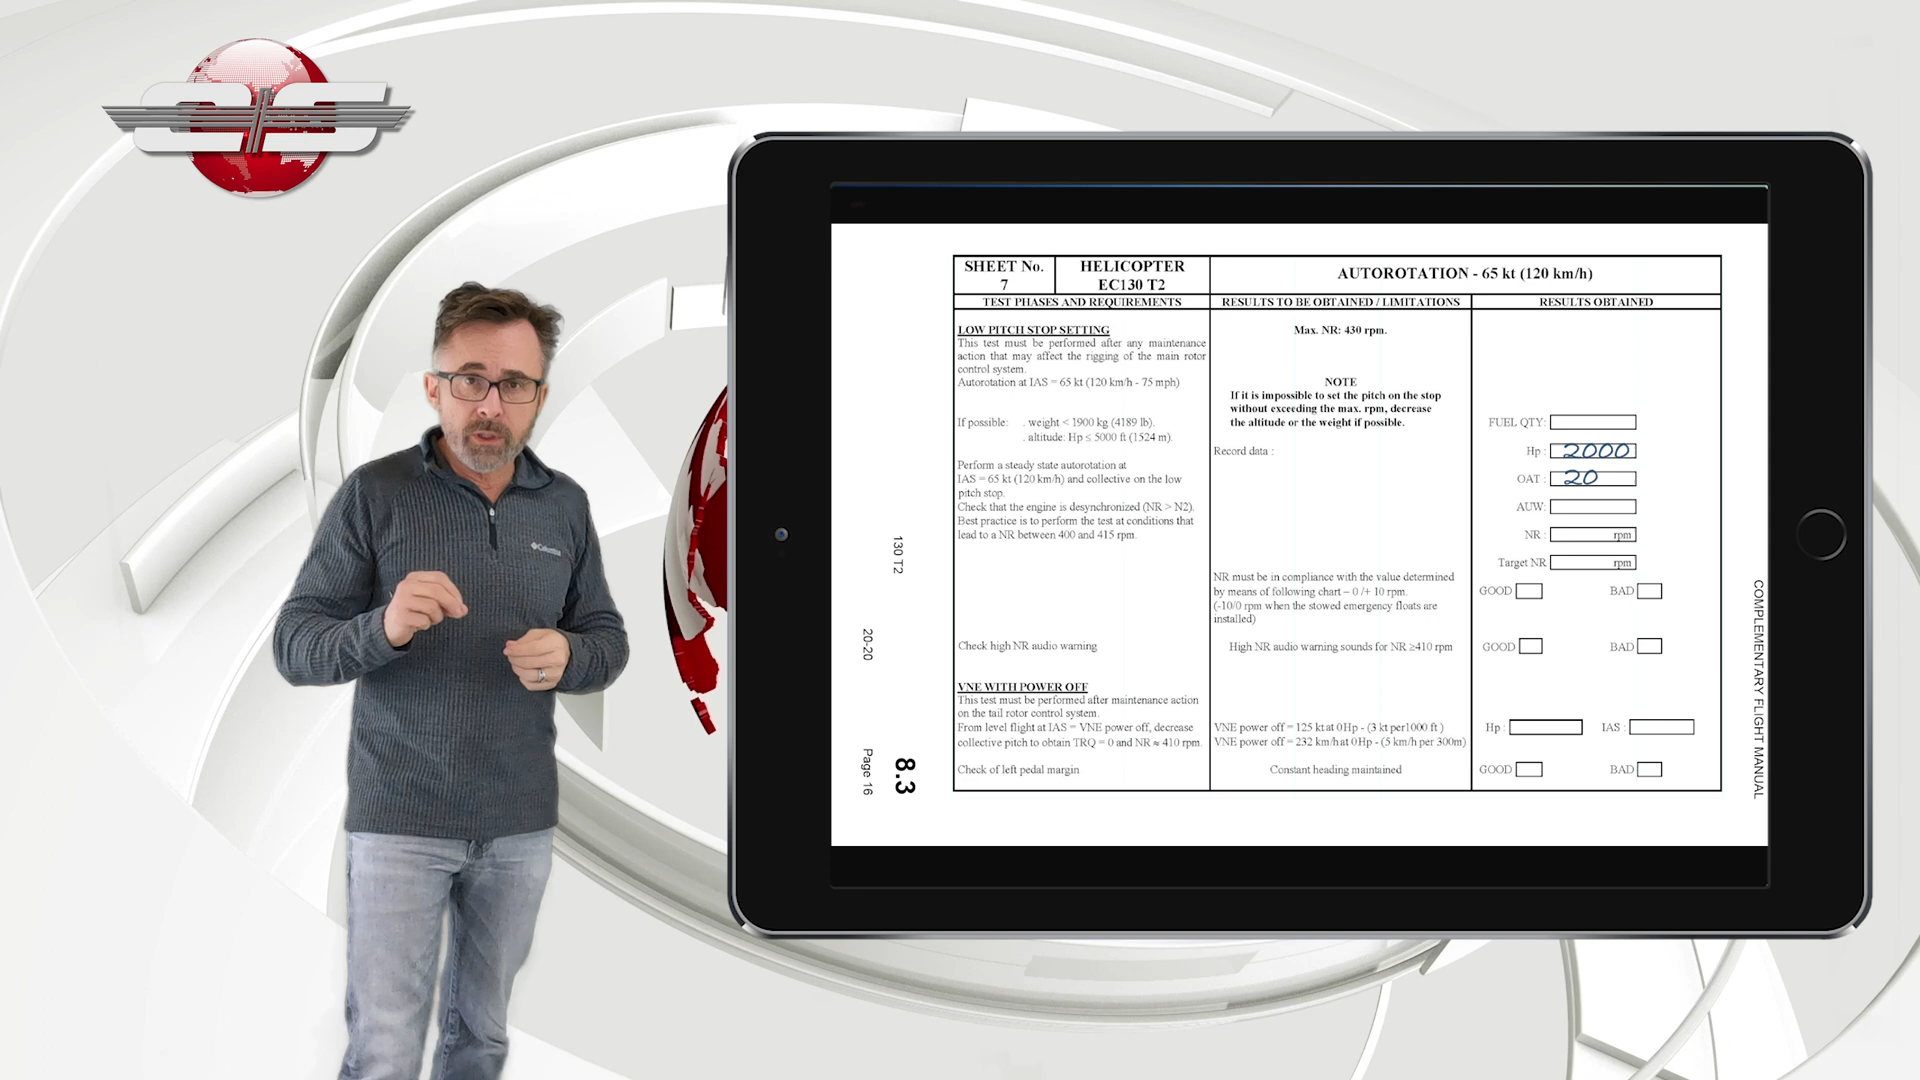 SHEET No.
7
HELICOPTER
EC130 T2
AUTOROTATION - 65 kt (120 km/h)
TEST PHASES AND REQUIREMENTS
RESULTS TO BE OBTAINED / LIMITATIONS
RESULTS OBTAINED
LOW PITCH STOP SETTING
This test must be performed after any maintenance
action that may affect the rigging of the main rotor
control system.
Autorotation at IAS = 65 kt (120 km/h - 75 mph)
If possible: . weight < 1900 kg (4189 lb).
. altitude: Hp ≤ 5000 ft (1524 m).
Perform a steady state autorotation at
IAS = 65 kt (120 km/h) and collective on the low
pitch stop.
Check that the engine is desynchronized (NR > N2).
Best practice is to perform the test at conditions that
lead to a NR between 400 and 415 rpm.
Check high NR audio warning
VNE WITH POWER OFF
This test must be performed after maintenance action
on the tail rotor control system.
From level flight at IAS = VNE power off, decrease
collective pitch to obtain TRQ = 0 and NR ≈ 410 rpm.
Check of left pedal margin
Max. NR: 430 rpm.
NOTE
If it is impossible to set the pitch on the stop
without exceeding the max. rpm, decrease
the altitude or the weight if possible.
Record data :
NR must be in compliance with the value determined
by means of following chart – 0 /+ 10 rpm.
(-10/0 rpm when the stowed emergency floats are
installed)
High NR audio warning sounds for NR ≥410 rpm
VNE power off = 125 kt at 0 Hp - (3 kt per1000 ft )
VNE power off = 232 km/h at 0 Hp - (5 km/h per 300m)
Constant heading maintained
FUEL QTY:
Hp : 2000
OAT : 20
AUW:
NR : rpm
Target NR rpm
GOOD BAD
GOOD BAD
Hp : IAS :
GOOD BAD
130 T2
20-20
8.3
Page 16
COMPLEMENTARY FLIGHT MANUAL
Columbia